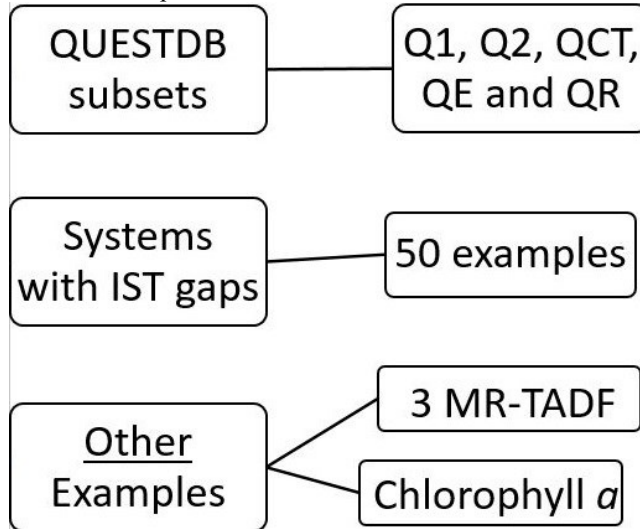 QUESTDB
subsets
Q1, Q2, QCT,
QE and QR
Systems
with IST gaps
50 examples
Other
Examples
3 MR-TADF
Chlorophyll a